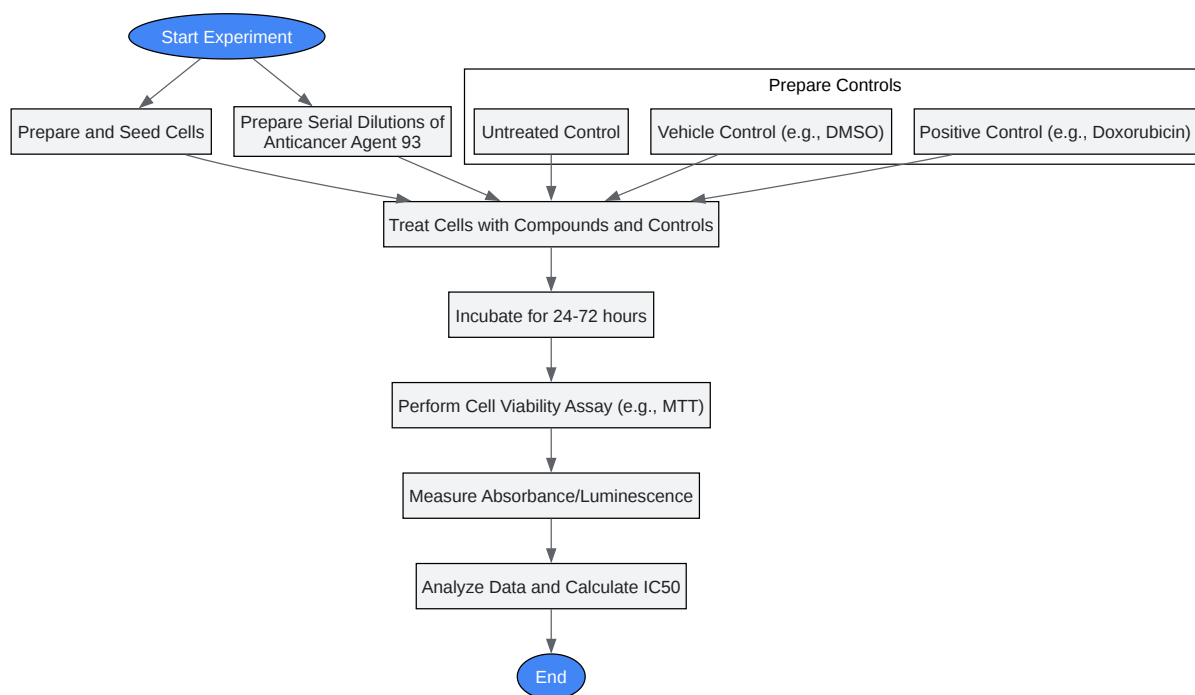 Start Experiment
Prepare Controls
Prepare and Seed Cells
Prepare Serial Dilutions of
Anticancer Agent 93
Untreated Control
Vehicle Control (e.g., DMSO)
Positive Control (e.g., Doxorubicin)
Treat Cells with Compounds and Controls
Incubate for 24-72 hours
Perform Cell Viability Assay (e.g., MTT)
Measure Absorbance/Luminescence
Analyze Data and Calculate IC50
End